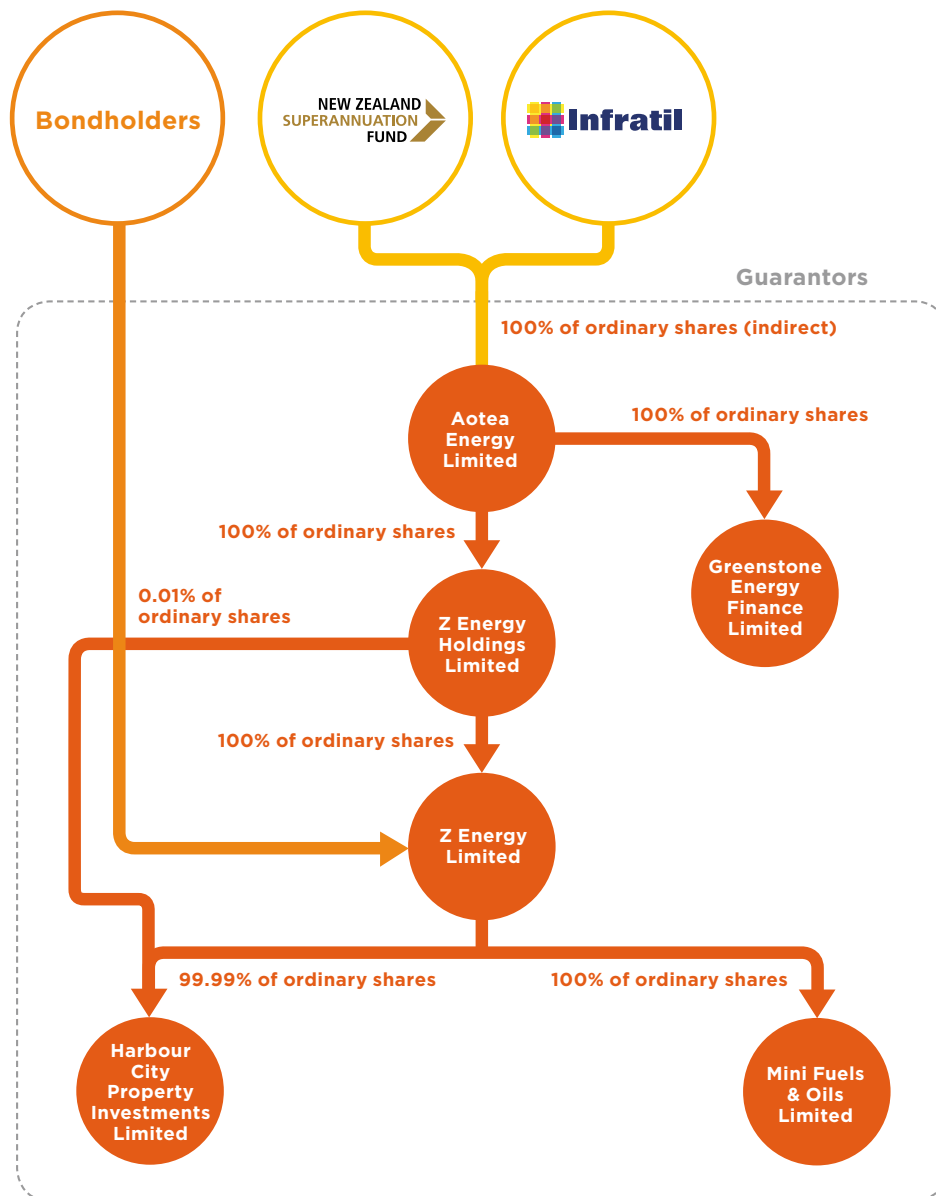 Bondholders
NEW ZEALAND
SUPERANNUATION
FUND
Infratil
Guarantors
100% of ordinary shares (indirect)
Aotea
Energy
Limited
100% of ordinary shares
100% of ordinary shares
Greenstone
Energy
Finance
Limited
0.01% of
ordinary shares
Z Energy
Holdings
Limited
100% of ordinary shares
Z Energy
Limited
99.99% of ordinary shares
100% of ordinary shares
Harbour
City
Property
Investments
Limited
Mini Fuels
& Oils
Limited